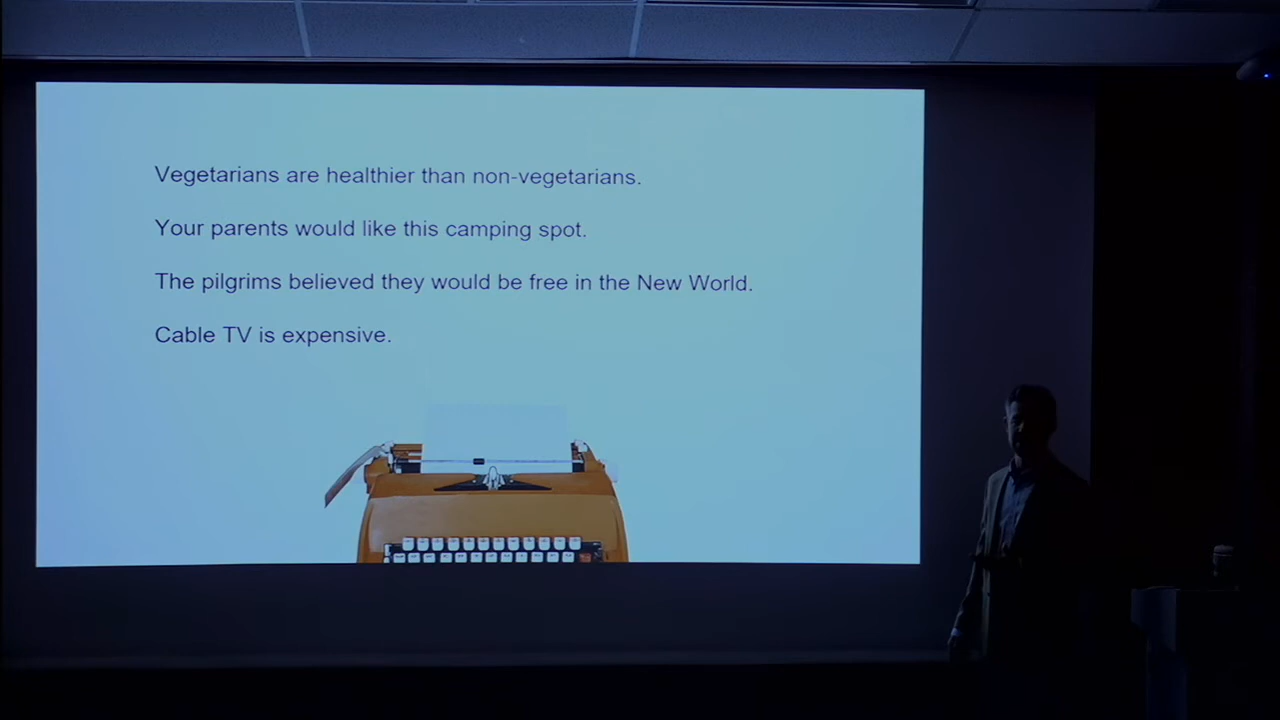 Vegetarians are healthier than non-vegetarians.
Your parents would like this camping spot.
The pilgrims believed they would be free in the New World.
Cable TV is expensive.